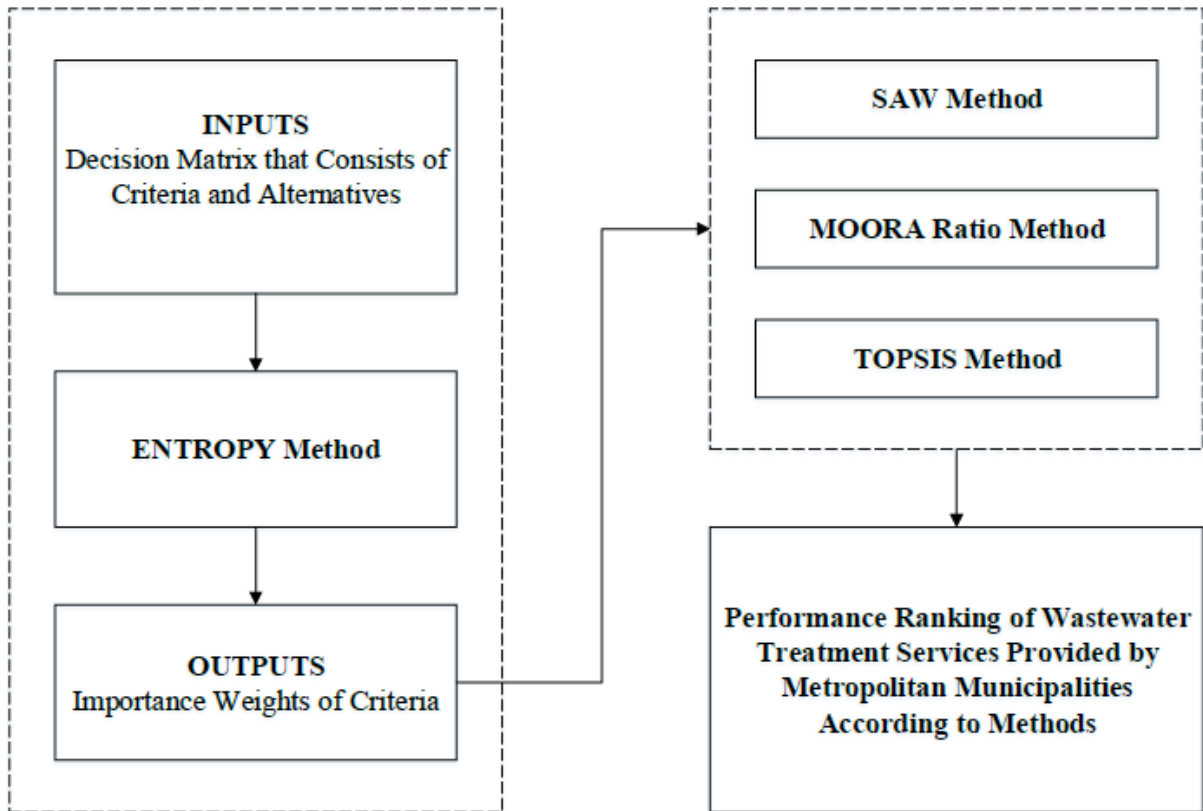 INPUTS
Decision Matrix that Consists of
Criteria and Alternatives
ENTROPY Method
OUTPUTS
Importance Weights of Criteria
SAW Method
MOORA Ratio Method
TOPSIS Method
Performance Ranking of Wastewater
Treatment Services Provided by
Metropolitan Municipalities
According to Methods